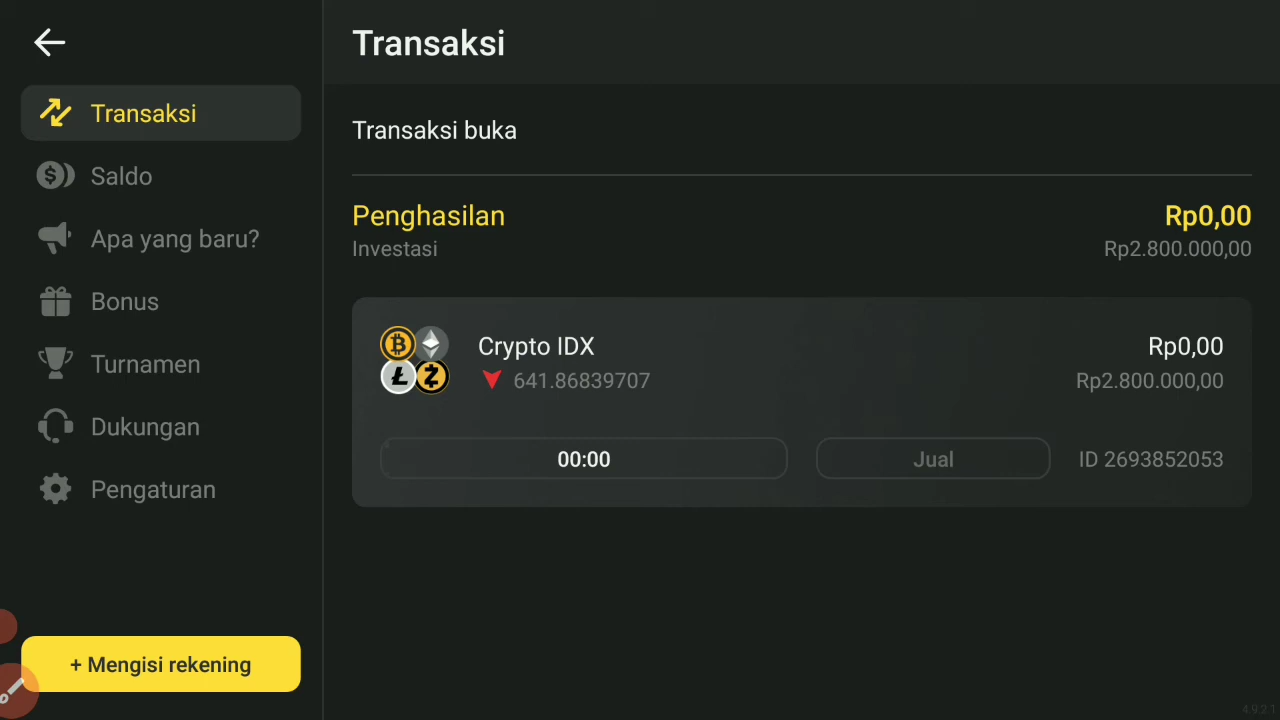 Transaksi
Transaksi
Saldo
Apa yang baru?
Bonus
Turnamen
Dukungan
Pengaturan
+ Mengisi rekening
Transaksi buka
Penghasilan Rp0,00
Investasi Rp2.800.000,00
Crypto IDX Rp0,00
641.86839707 Rp2.800.000,00
00:00 Jual ID 2693852053